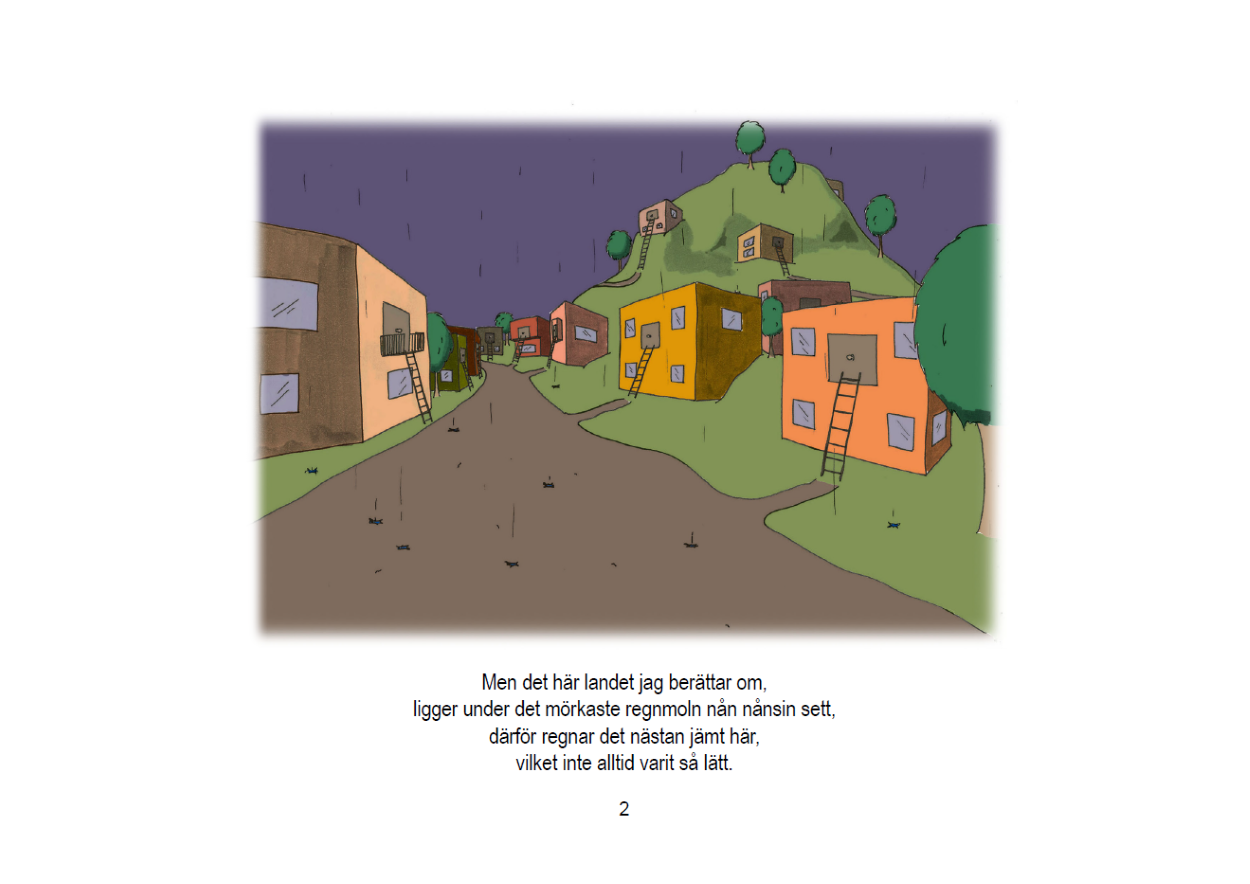 Men det här landet jag berättar om,
ligger under det mörkaste regnmoln nån nånsin sett,
därför regnar det nästan jämt här,
vilket inte alltid varit så lätt.
2